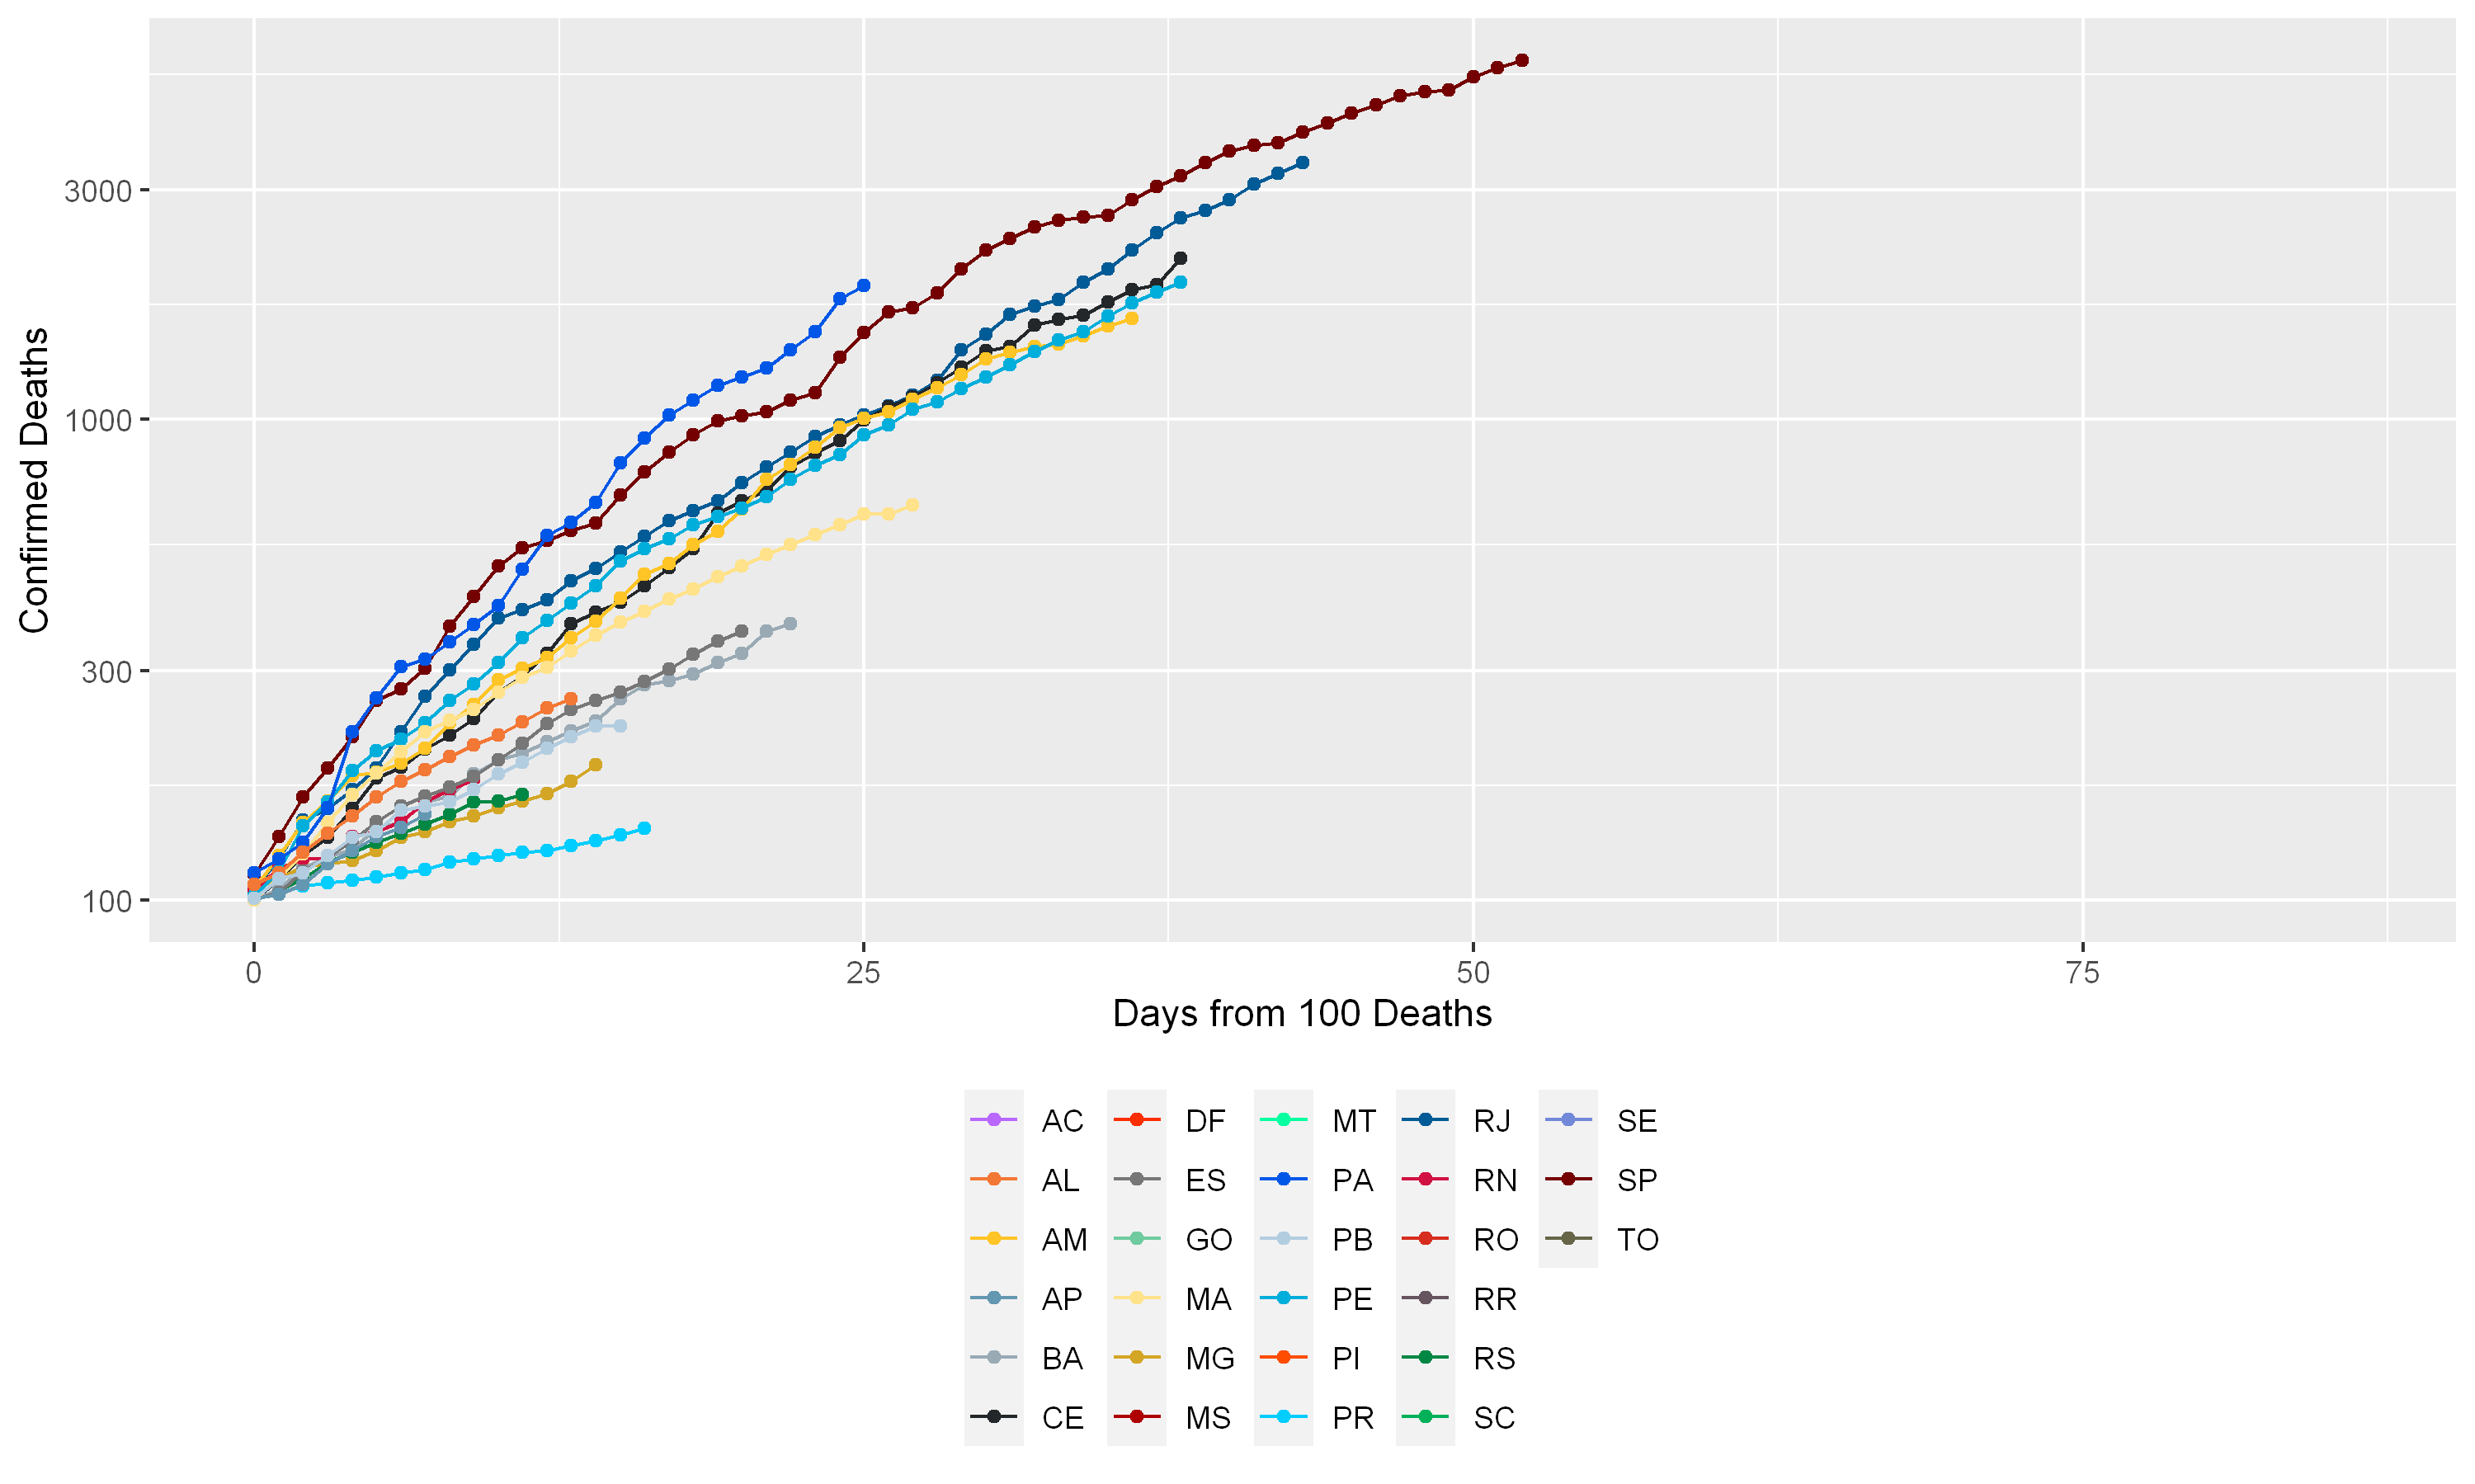 Confirmed Deaths
3000
1000
300
100
0 25 50 75
Days from 100 Deaths
AC DF MT RJ SE
AL ES PA RN SP
AM GO PB RO TO
AP MA PE RR
BA MG PI RS
CE MS PR SC